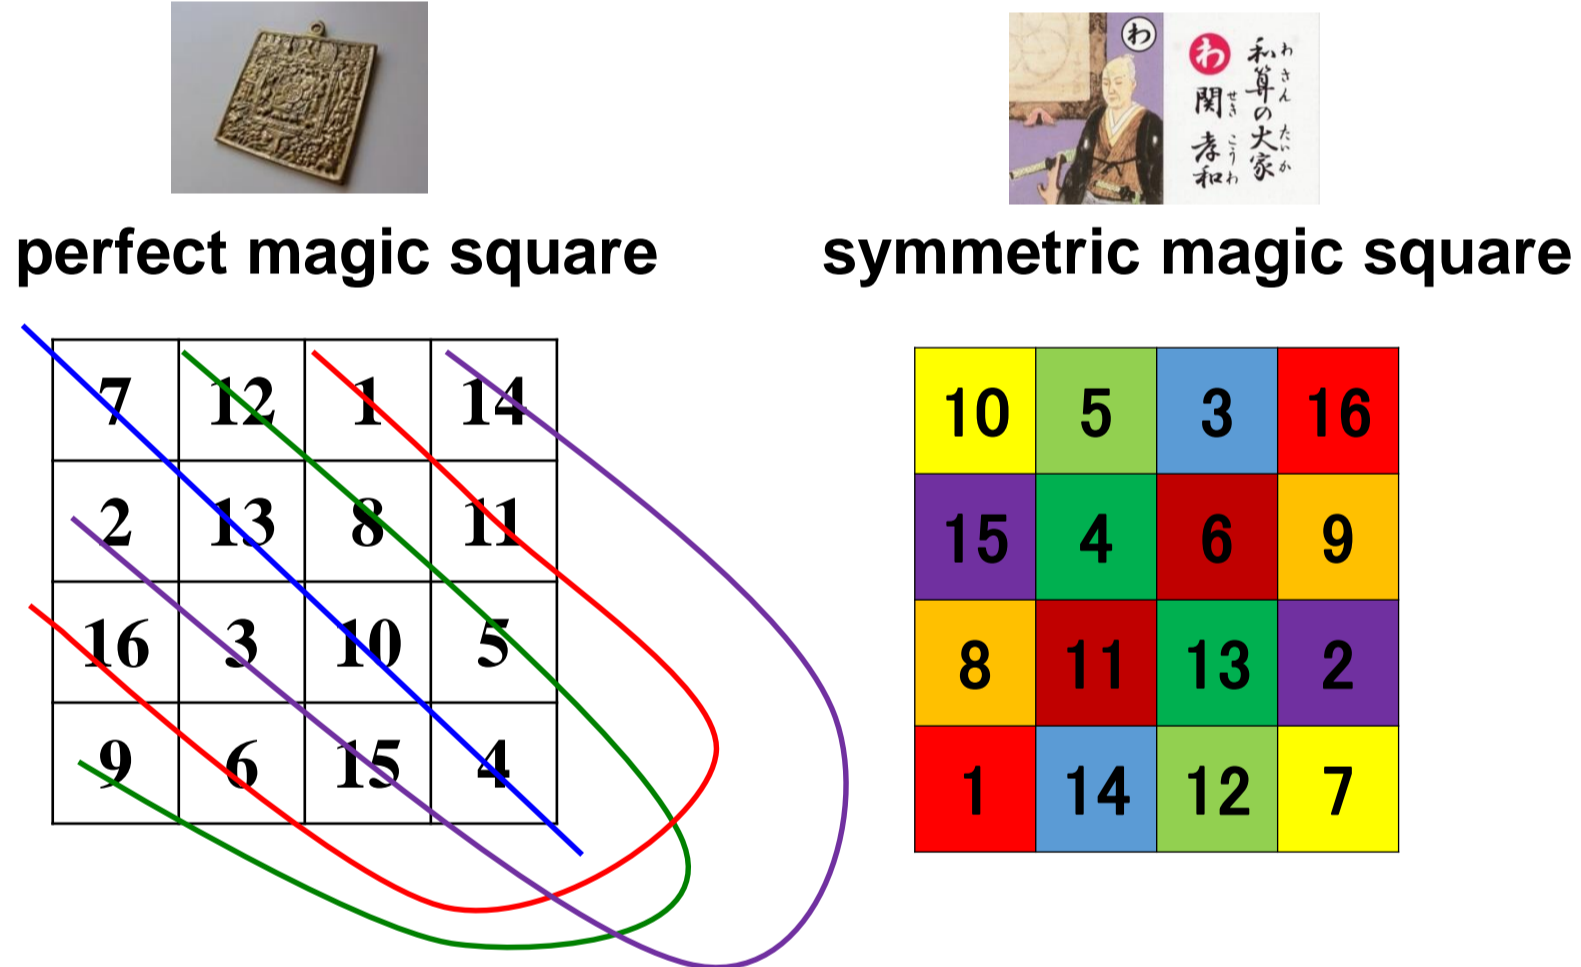 わ
わ
和算の大家
わさん たいか
関 孝和
せき こうわ
perfect magic square
symmetric magic square
7 12 1 14
2 13 8 11
16 3 10 5
9 6 15 4
10 5 3 16
15 4 6 9
8 11 13 2
1 14 12 7